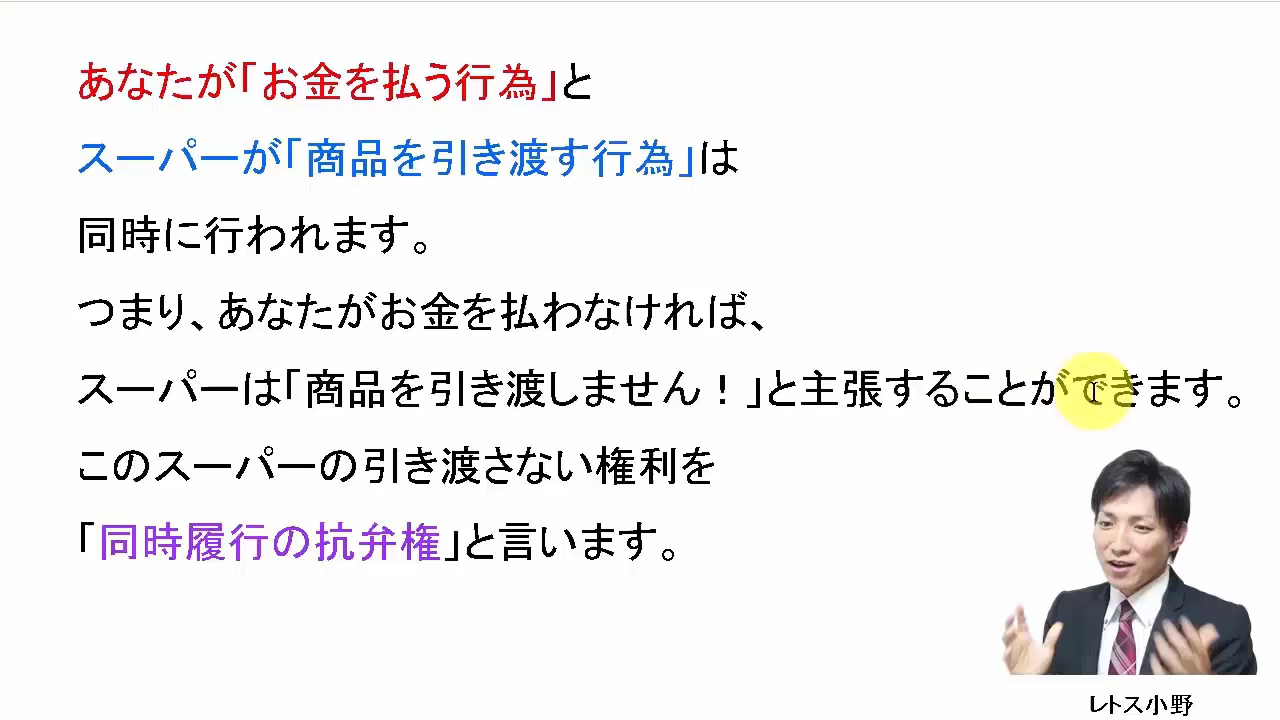 あなたが「お金を払う行為」と
スーパーが「商品を引き渡す行為」は
同時に行われます。
つまり、あなたがお金を払わなければ、
スーパーは「商品を引き渡しません！」と主張することができます。
このスーパーの引き渡さない権利を
「同時履行の抗弁権」と言います。
レトス小野